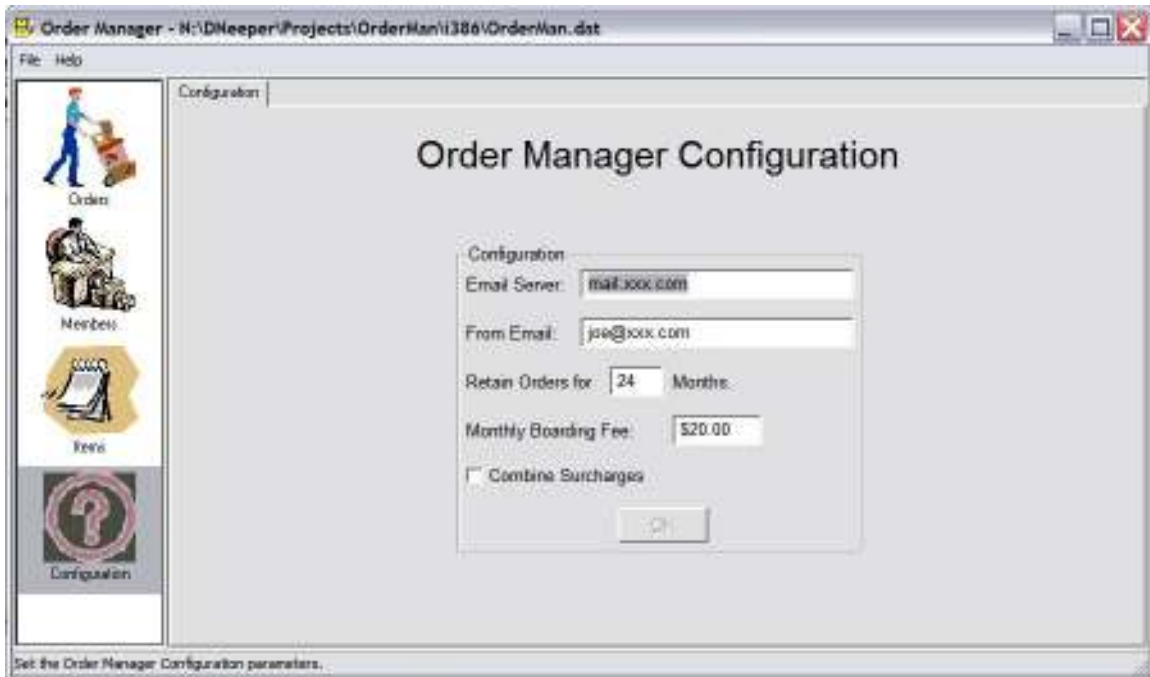 Order Manager - N:\DNeeper\Projects\OrderMan\i386\OrderMan.dst
File Help
Configuration
Orders
Members
Items
Configuration
Order Manager Configuration
Configuration
Email Server: mail.xxx.com
From Email: joe@xxx.com
Retain Orders for 24 Months.
Monthly Boarding Fee: $20.00
Combine Surcharges
OK
Set the Order Manager Configuration parameters.